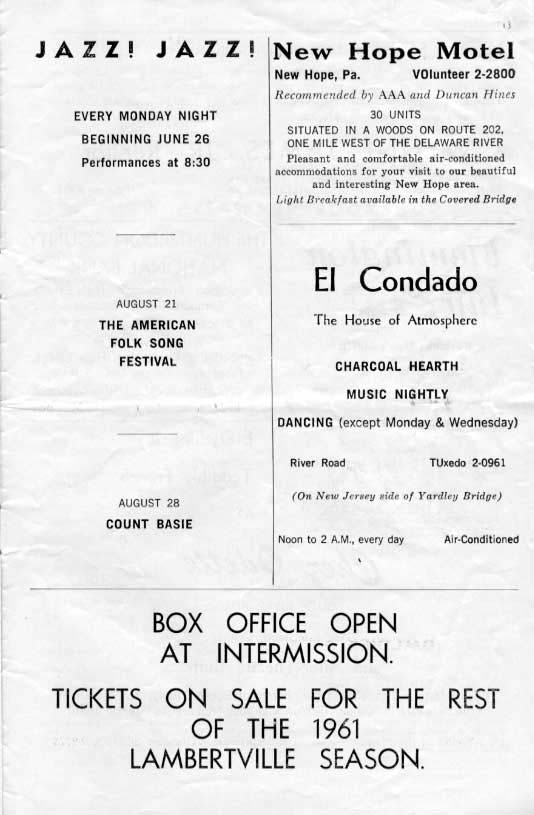 13
JAZZ! JAZZ!
EVERY MONDAY NIGHT
BEGINNING JUNE 26
Performances at 8:30
AUGUST 21
THE AMERICAN
FOLK SONG
FESTIVAL
AUGUST 28
COUNT BASIE
New Hope Motel
New Hope, Pa. VOlunteer 2-2800
Recommended by AAA and Duncan Hines
30 UNITS
SITUATED IN A WOODS ON ROUTE 202,
ONE MILE WEST OF THE DELAWARE RIVER
Pleasant and comfortable air-conditioned
accommodations for your visit to our beautiful
and interesting New Hope area.
Light Breakfast available in the Covered Bridge
El Condado
The House of Atmosphere
CHARCOAL HEARTH
MUSIC NIGHTLY
DANCING (except Monday & Wednesday)
River Road TUxedo 2-0961
(On New Jersey side of Yardley Bridge)
Noon to 2 A.M., every day Air-Conditioned
BOX OFFICE OPEN
AT INTERMISSION.
TICKETS ON SALE FOR THE REST
OF THE 1961
LAMBERTVILLE SEASON.